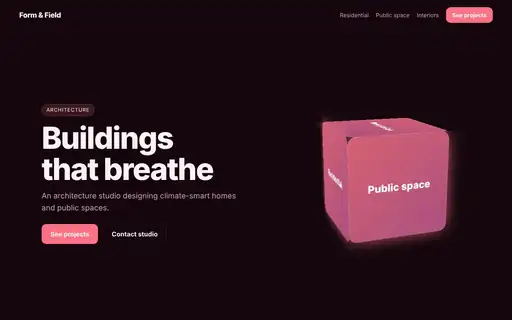 Form & Field
Residential
Public space
Interiors
See projects
ARCHITECTURE
Buildings
that breathe
An architecture studio designing climate-smart homes
and public spaces.
See projects
Contact studio
Public space